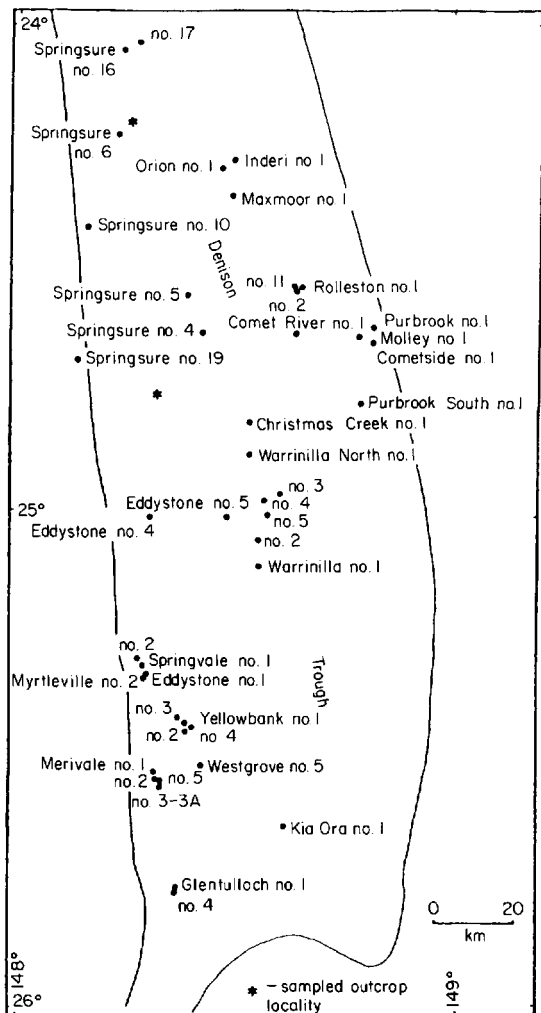 24°
no. 17
Springsure
no. 16
Springsure
no. 6
Orion no. 1
Inderi no. 1
Maxmoor no. 1
Springsure no. 10
Denison
no. 11
Rolleston no. 1
no. 2
Springsure no. 5
Comet River no. 1
Purbrook no. 1
Springsure no. 4
Molley no. 1
Cometside no. 1
Springsure no. 19
Purbrook South no. 1
Christmas Creek no. 1
Warrinilla North no. 1
no. 3
no. 4
Eddystone no. 5
25°
no. 5
Eddystone no. 4
no. 2
Warrinilla no. 1
no. 2
Springvale no. 1
Myrtleville no. 2
Eddystone no. 1
Trough
no. 3
Yellowbank no. 1
no. 2
no. 4
Merivale no. 1
Westgrove no. 5
no. 2
no. 5
no. 3-3A
Kia Ora no. 1
Glentulloch no. 1
no. 4
0 20
km
148°
149°
* - sampled outcrop
locality
26°